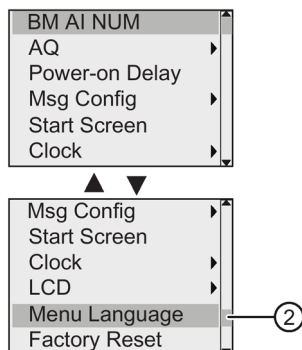 BM AI NUM
AQ
Power-on Delay
Msg Config
Start Screen
Clock
Msg Config
Start Screen
Clock
LCD
Menu Language
2
Factory Reset